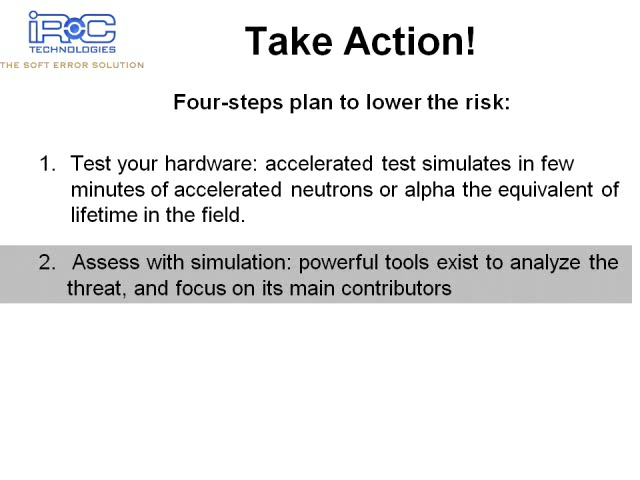 iROC
TECHNOLOGIES
THE SOFT ERROR SOLUTION
Take Action!
Four-steps plan to lower the risk:
1. Test your hardware: accelerated test simulates in few
minutes of accelerated neutrons or alpha the equivalent of
lifetime in the field.
2. Assess with simulation: powerful tools exist to analyze the
threat, and focus on its main contributors